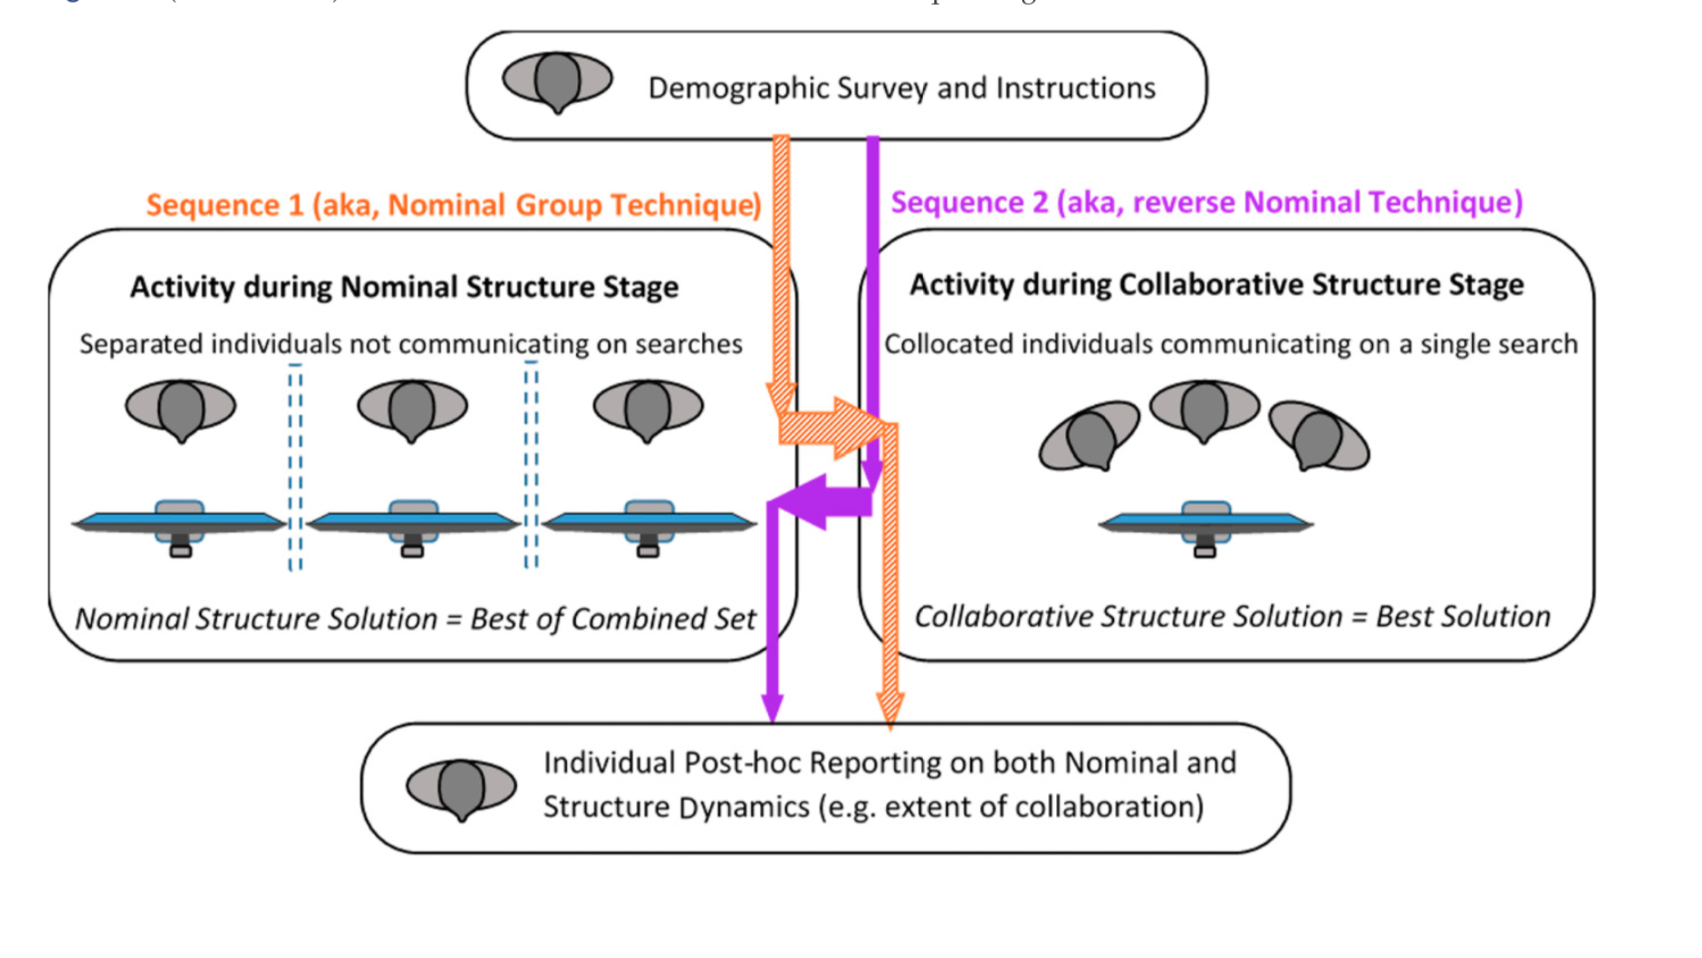 Demographic Survey and Instructions
Sequence 1 (aka, Nominal Group Technique)
Sequence 2 (aka, reverse Nominal Technique)
Activity during Nominal Structure Stage
Separated individuals not communicating on searches
Nominal Structure Solution = Best of Combined Set
Activity during Collaborative Structure Stage
Collocated individuals communicating on a single search
Collaborative Structure Solution = Best Solution
Individual Post-hoc Reporting on both Nominal and
Structure Dynamics (e.g. extent of collaboration)